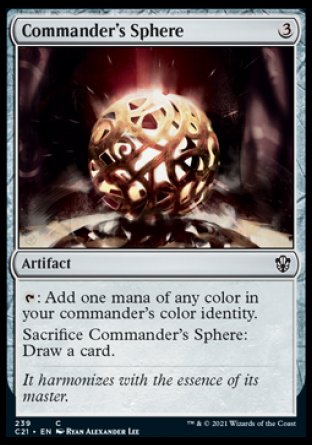 Commander's Sphere 3
Artifact
: Add one mana of any color in
your commander's color identity.
Sacrifice Commander's Sphere:
Draw a card.
It harmonizes with the essence of its
master.
239 C
C21 • EN Ryan Alexander Lee
™ & © 2021 Wizards of the Coast